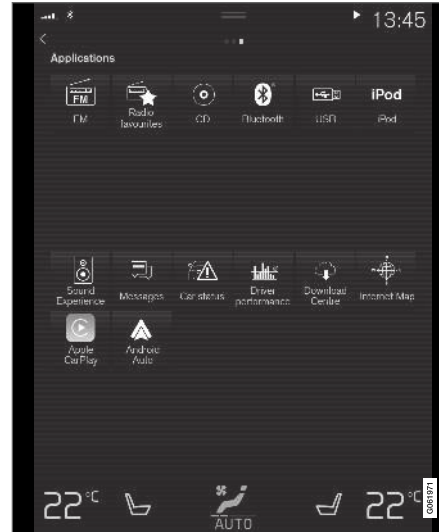 13:45
Applications
FM
FM
Radio
favourites
CD
Bluetooth
USB
iPod
iPod
Sound
Experience
Messages
Car status
Driver
performance
Download
Centre
Internet Map
Apple
CarPlay
Android
Auto
22°C
AUTO
22°C
G061971